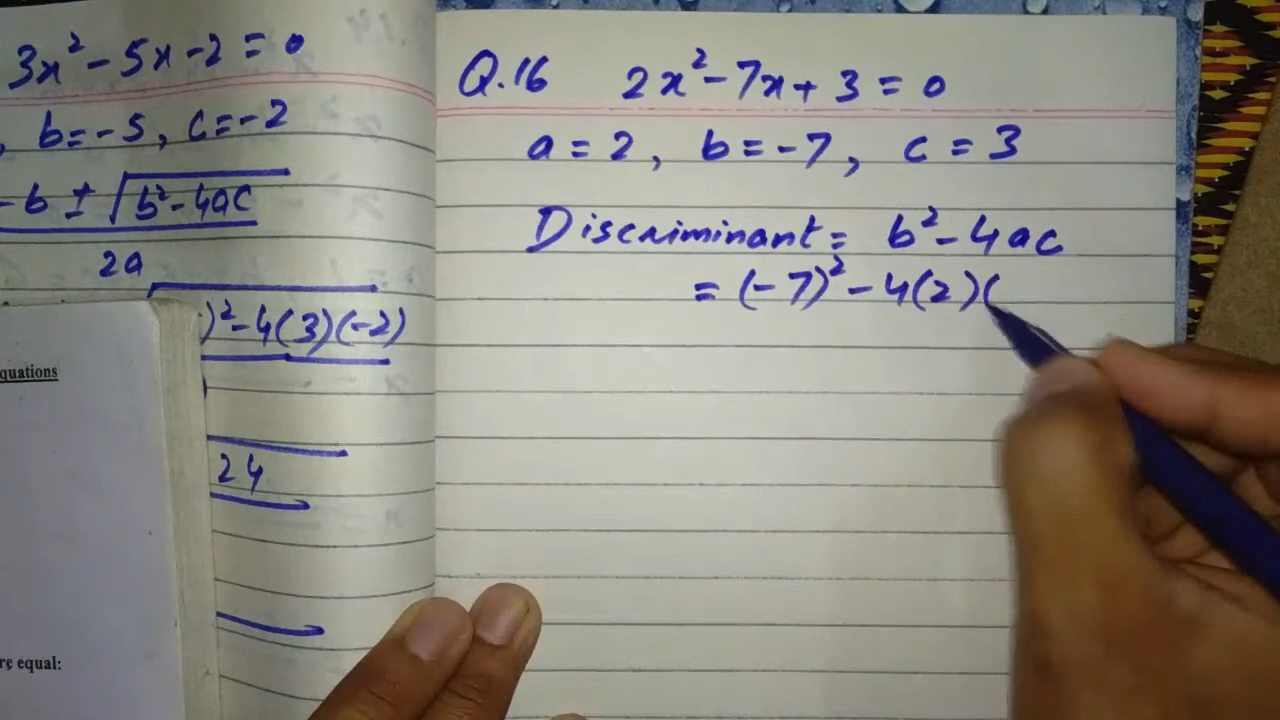 3x² - 5x - 2 = 0
, b = -5, c = -2
-b ± √b² - 4ac
2a
)² - 4(3)(-2)
24
quations
re equal:
Q.16 2x² - 7x + 3 = 0
a = 2, b = -7, c = 3
Discriminant = b² - 4ac
= (-7)² - 4(2)(